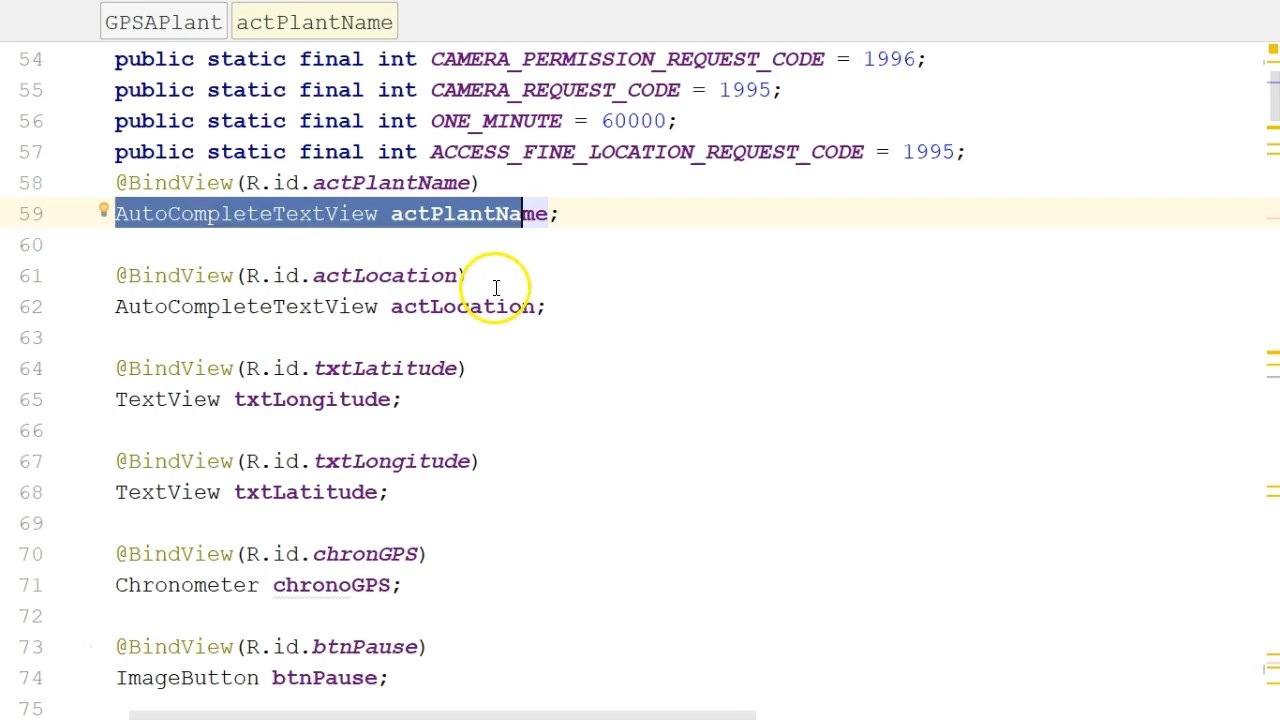 GPSAPlant actPlantName
54 public static final int CAMERA_PERMISSION_REQUEST_CODE = 1996;
55 public static final int CAMERA_REQUEST_CODE = 1995;
56 public static final int ONE_MINUTE = 60000;
57 public static final int ACCESS_FINE_LOCATION_REQUEST_CODE = 1995;
58 @BindView(R.id.actPlantName)
59 AutoCompleteTextView actPlantName;
60
61 @BindView(R.id.actLocation)
62 AutoCompleteTextView actLocation;
63
64 @BindView(R.id.txtLatitude)
65 TextView txtLongitude;
66
67 @BindView(R.id.txtLongitude)
68 TextView txtLatitude;
69
70 @BindView(R.id.chronGPS)
71 Chronometer chronoGPS;
72
73 @BindView(R.id.btnPause)
74 ImageButton btnPause;
75